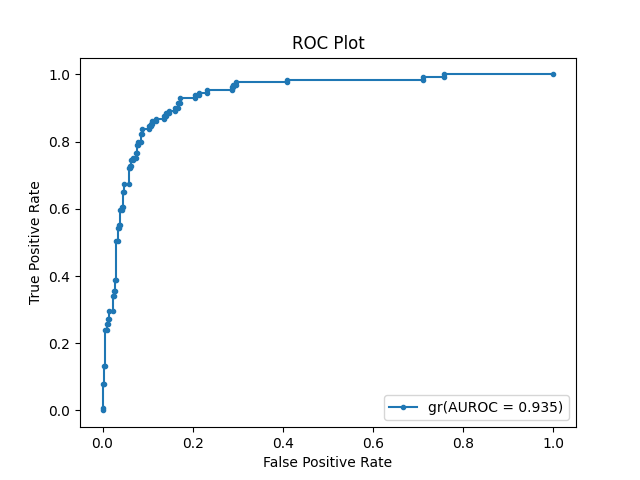 ROC Plot
True Positive Rate
1.0
0.8
0.6
0.4
0.2
0.0
gr(AUROC = 0.935)
0.0 0.2 0.4 0.6 0.8 1.0
False Positive Rate